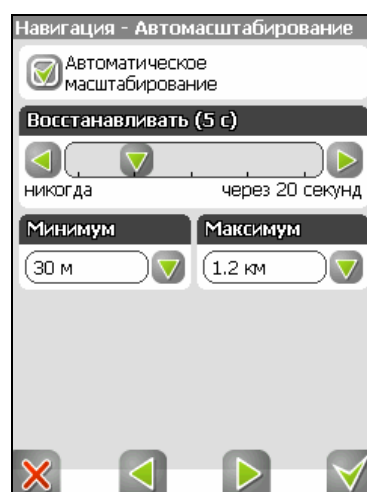 Навигация - Автомасштабирование
Автоматическое
масштабирование
Восстанавливать (5 с)
никогда через 20 секунд
Минимум Максимум
30 м 1.2 км